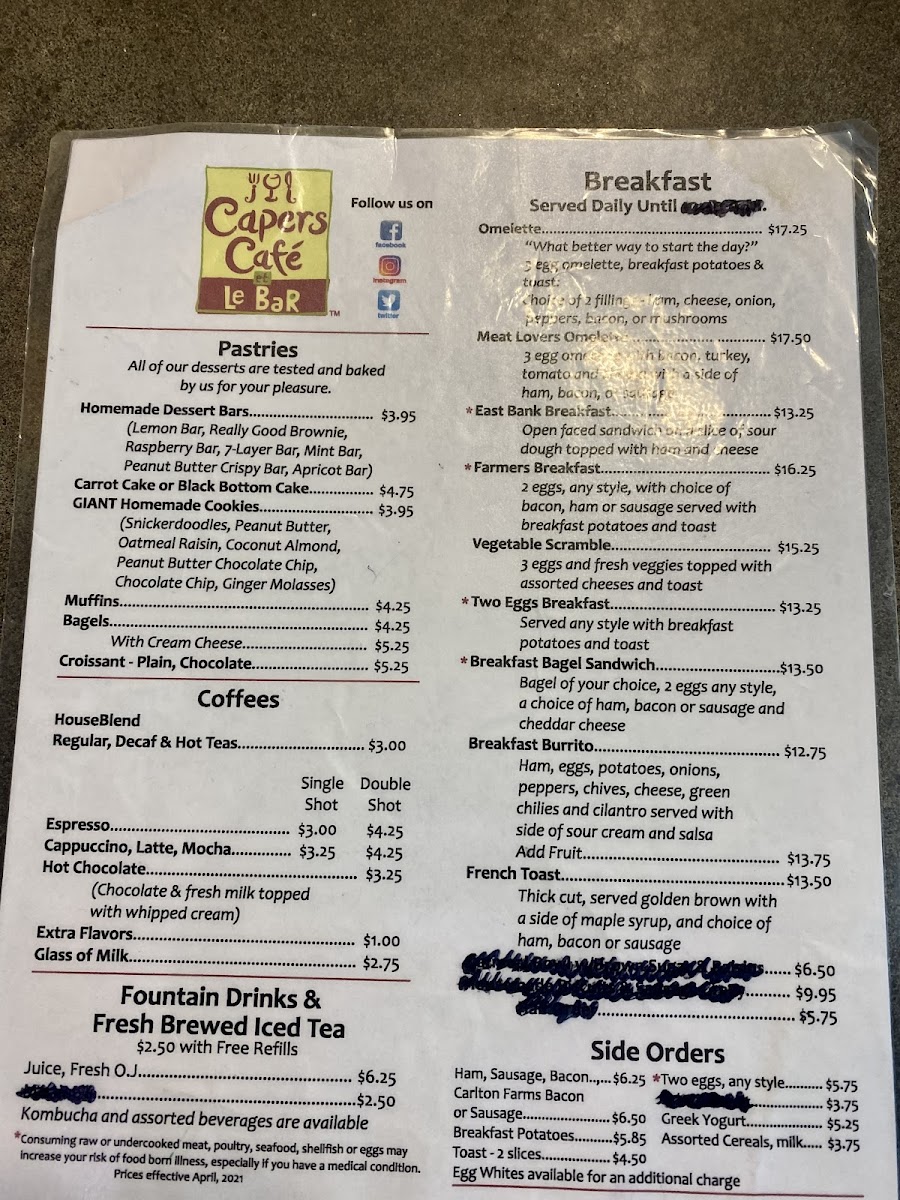 Capers
Café
et
Le BaR
TM
Follow us on
facebook
Instagram
twitter
Pastries
All of our desserts are tested and baked
by us for your pleasure.
Homemade Dessert Bars.................... $3.95
(Lemon Bar, Really Good Brownie,
Raspberry Bar, 7-Layer Bar, Mint Bar,
Peanut Butter Crispy Bar, Apricot Bar)
Carrot Cake or Black Bottom Cake............. $4.75
GIANT Homemade Cookies....................... $3.95
(Snickerdoodles, Peanut Butter,
Oatmeal Raisin, Coconut Almond,
Peanut Butter Chocolate Chip,
Chocolate Chip, Ginger Molasses)
Muffins.................................................. $4.25
Bagels.................................................... $4.25
With Cream Cheese......................... $5.25
Croissant - Plain, Chocolate....................... $5.25
Coffees
HouseBlend
Regular, Decaf & Hot Teas......................... $3.00
Single Double
Shot Shot
Espresso.................................... $3.00 $4.25
Cappuccino, Latte, Mocha............ $3.25 $4.25
Hot Chocolate.......................................... $3.25
(Chocolate & fresh milk topped
with whipped cream)
Extra Flavors............................................ $1.00
Glass of Milk............................................. $2.75
Fountain Drinks &
Fresh Brewed Iced Tea
$2.50 with Free Refills
Juice, Fresh O.J........................................ $6.25
.................................................$2.50
Kombucha and assorted beverages are available
*Consuming raw or undercooked meat, poultry, seafood, shellfish or eggs may
increase your risk of food born illness, especially if you have a medical condition.
Prices effective April, 2021
Breakfast
Served Daily Until .
Omelette.................................................. $17.25
“What better way to start the day?”
3 egg omelette, breakfast potatoes &
toast.
Choice of 2 fillings - ham, cheese, onion,
peppers, bacon, or mushrooms
Meat Lovers Omelette............................ $17.50
3 egg omelette with bacon, turkey,
tomato and with a side of
ham, bacon, or sausage
*East Bank Breakfast................................ $13.25
Open faced sandwich on a slice of sour
dough topped with ham and cheese
*Farmers Breakfast.................................. $16.25
2 eggs, any style, with choice of
bacon, ham or sausage served with
breakfast potatoes and toast
Vegetable Scramble................................. $15.25
3 eggs and fresh veggies topped with
assorted cheeses and toast
*Two Eggs Breakfast................................. $13.25
Served any style with breakfast
potatoes and toast
*Breakfast Bagel Sandwich.........................$13.50
Bagel of your choice, 2 eggs any style,
a choice of ham, bacon or sausage and
cheddar cheese
Breakfast Burrito..................................... $12.75
Ham, eggs, potatoes, onions,
peppers, chives, cheese, green
chilies and cilantro served with
side of sour cream and salsa
Add Fruit........................................ $13.75
French Toast............................................$13.50
Thick cut, served golden brown with
a side of maple syrup, and choice of
ham, bacon or sausage
..... $6.50
.......... $9.95
........................................ $5.75
Side Orders
Ham, Sausage, Bacon..,... $6.25
Carlton Farms Bacon
or Sausage.....................$6.50
Breakfast Potatoes.........$5.85
Toast - 2 slices................$4.50
*Two eggs, any style.......... $5.75
................... $3.75
Greek Yogurt..................... $5.25
Assorted Cereals, milk..... $3.75
Egg Whites available for an additional charge